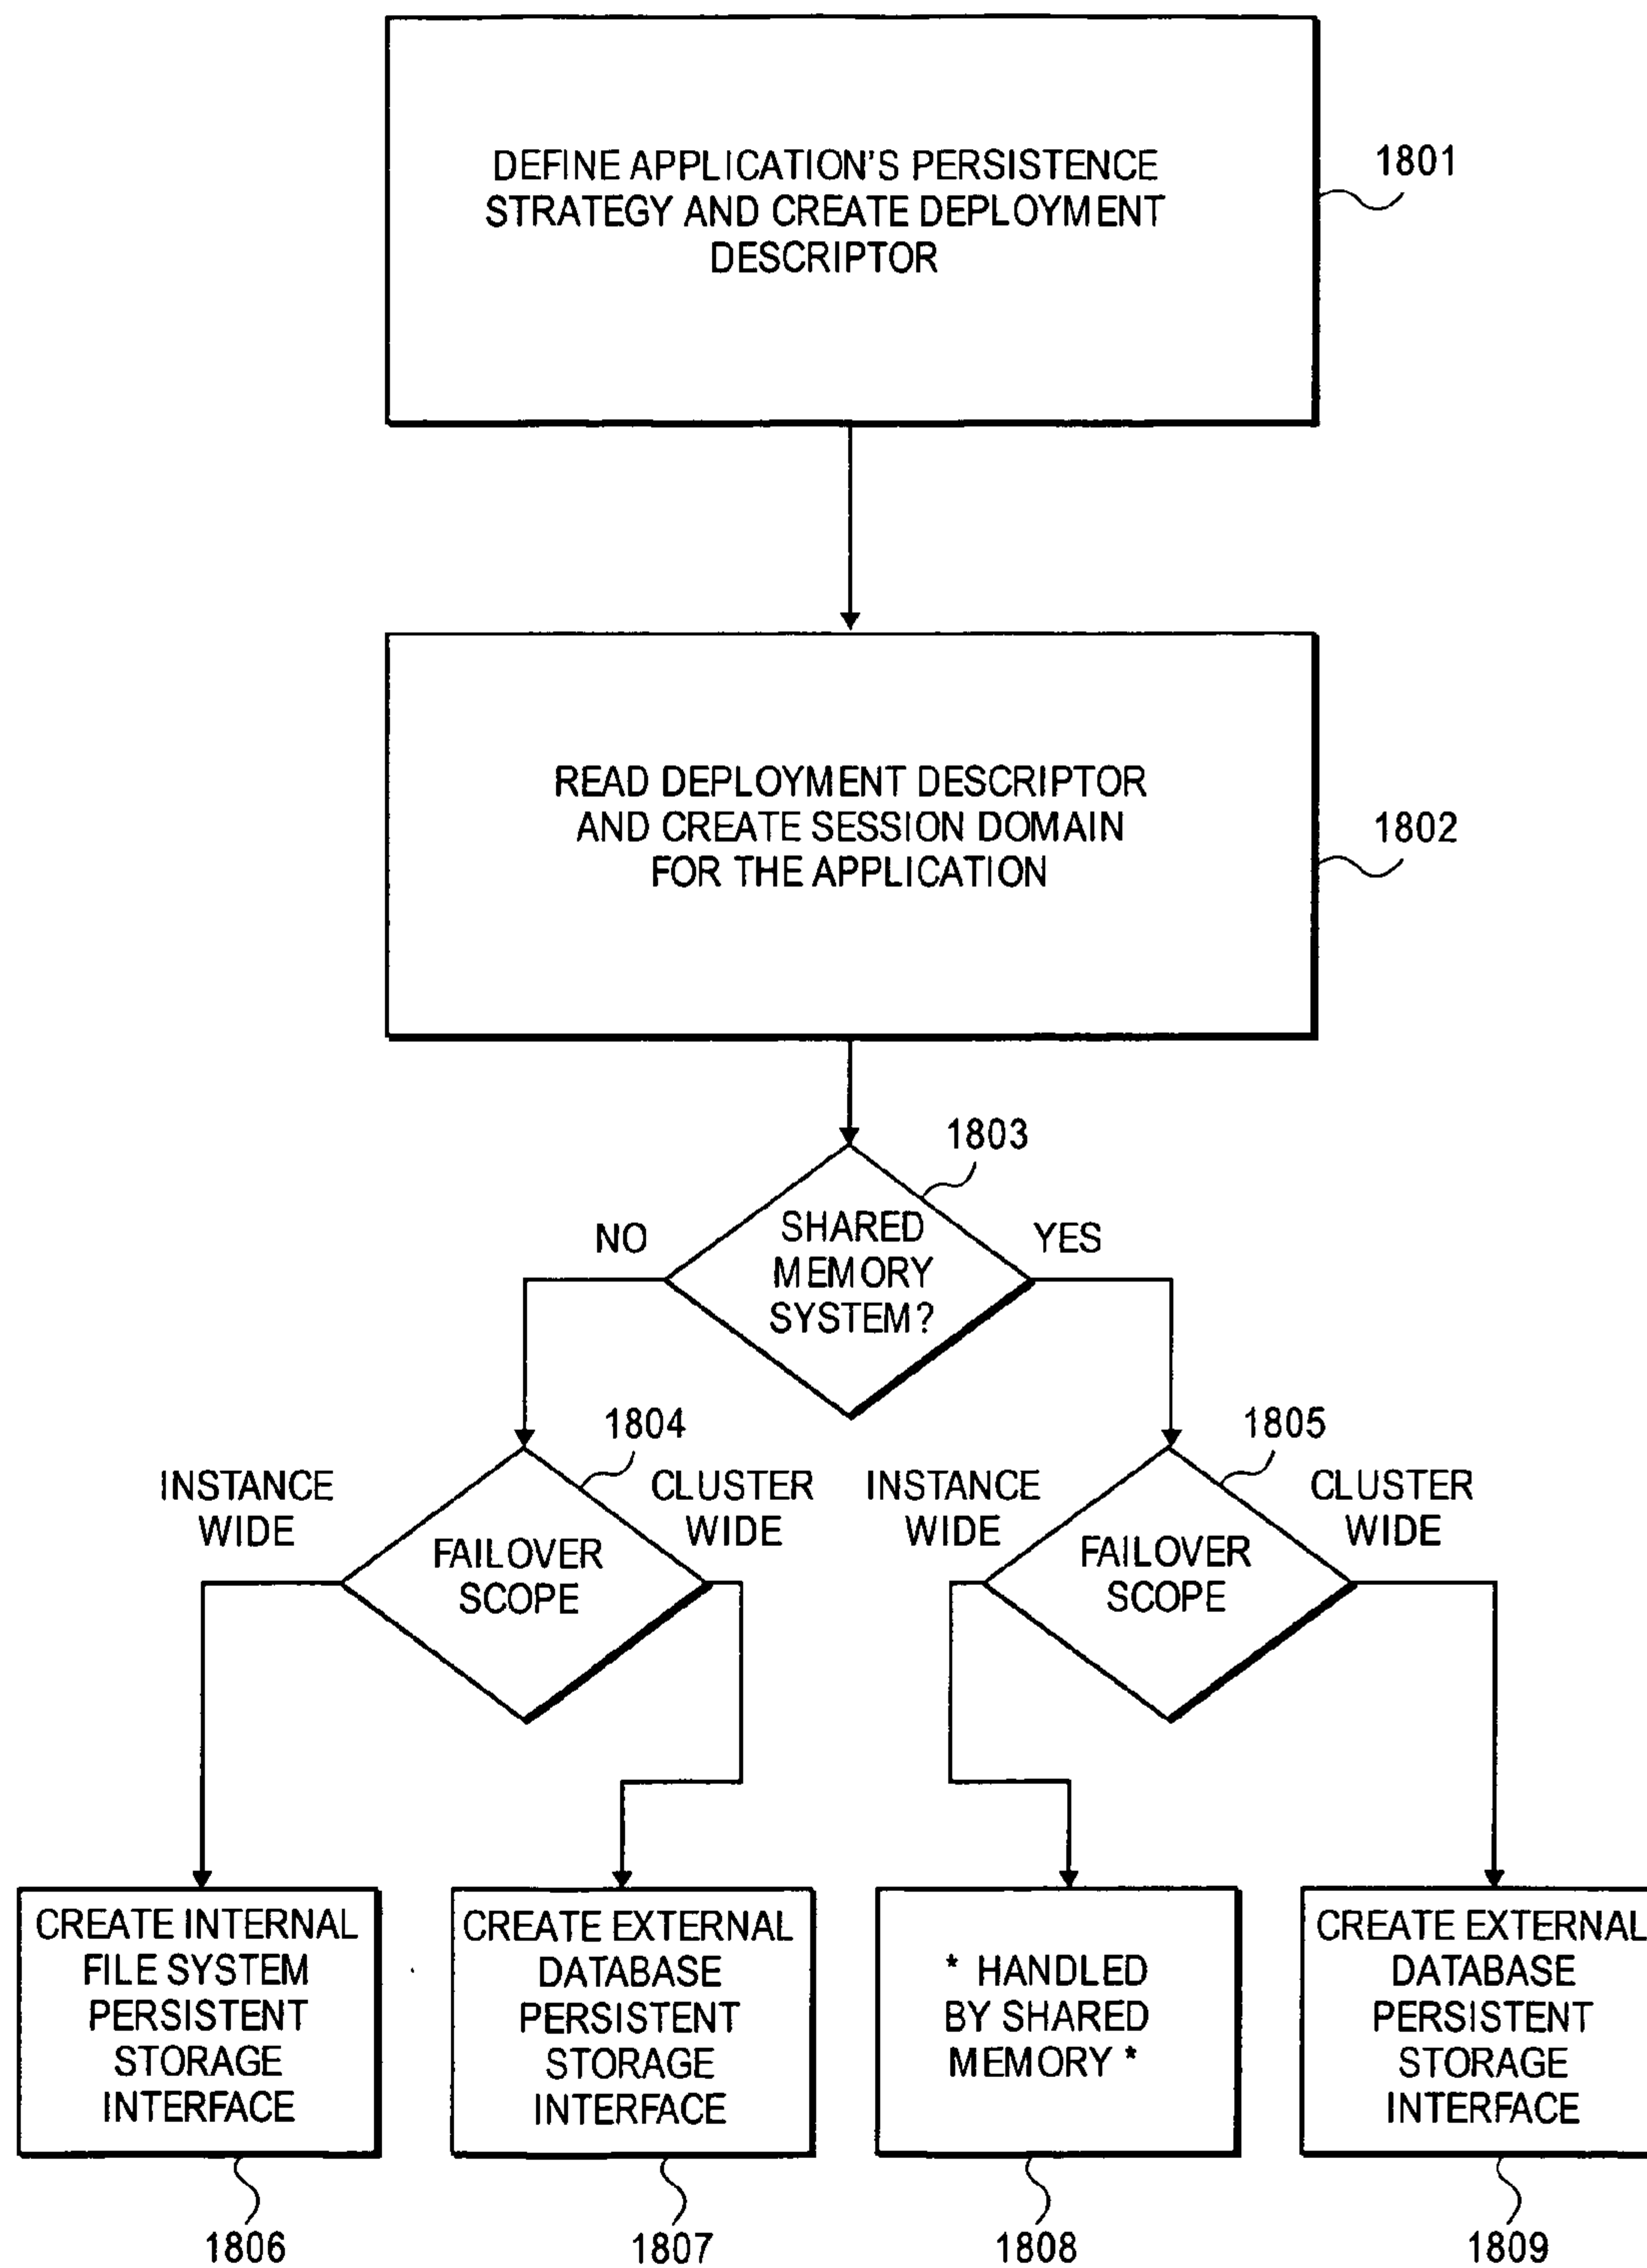 DEFINE APPLICATION'S PERSISTENCE
STRATEGY AND CREATE DEPLOYMENT
DESCRIPTOR
1801
READ DEPLOYMENT DESCRIPTOR
AND CREATE SESSION DOMAIN
FOR THE APPLICATION
1802
1803
NO
SHARED
MEMORY
SYSTEM?
YES
1804
INSTANCE
WIDE
FAILOVER
SCOPE
CLUSTER
WIDE
1805
INSTANCE
WIDE
FAILOVER
SCOPE
CLUSTER
WIDE
CREATE INTERNAL
FILE SYSTEM
PERSISTENT
STORAGE
INTERFACE
1806
CREATE EXTERNAL
DATABASE
PERSISTENT
STORAGE
INTERFACE
1807
* HANDLED
BY SHARED
MEMORY *
1808
CREATE EXTERNAL
DATABASE
PERSISTENT
STORAGE
INTERFACE
1809